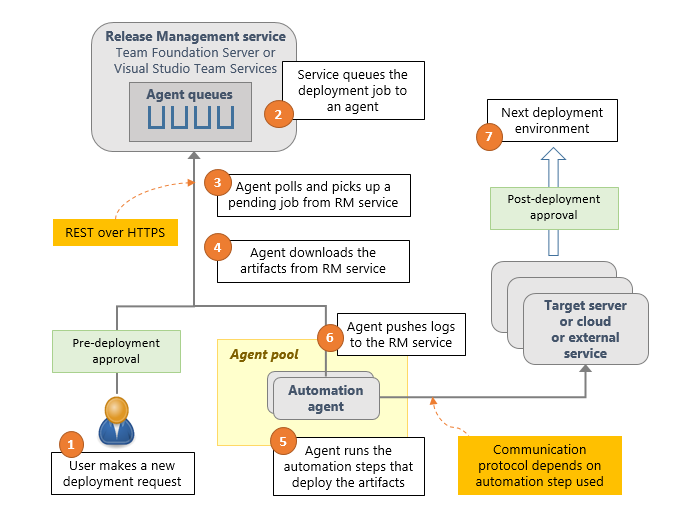 Release Management service
Team Foundation Server or
Visual Studio Team Services
Agent queues
2
Service queues the
deployment job to
an agent
3
Agent polls and picks up a
pending job from RM service
REST over HTTPS
4
Agent downloads the
artifacts from RM service
7
Next deployment
environment
Post-deployment
approval
Target server
or cloud
or external
service
Pre-deployment
approval
6
Agent pushes logs
to the RM service
Agent pool
Automation
agent
1
User makes a new
deployment request
5
Agent runs the
automation steps that
deploy the artifacts
Communication
protocol depends on
automation step used